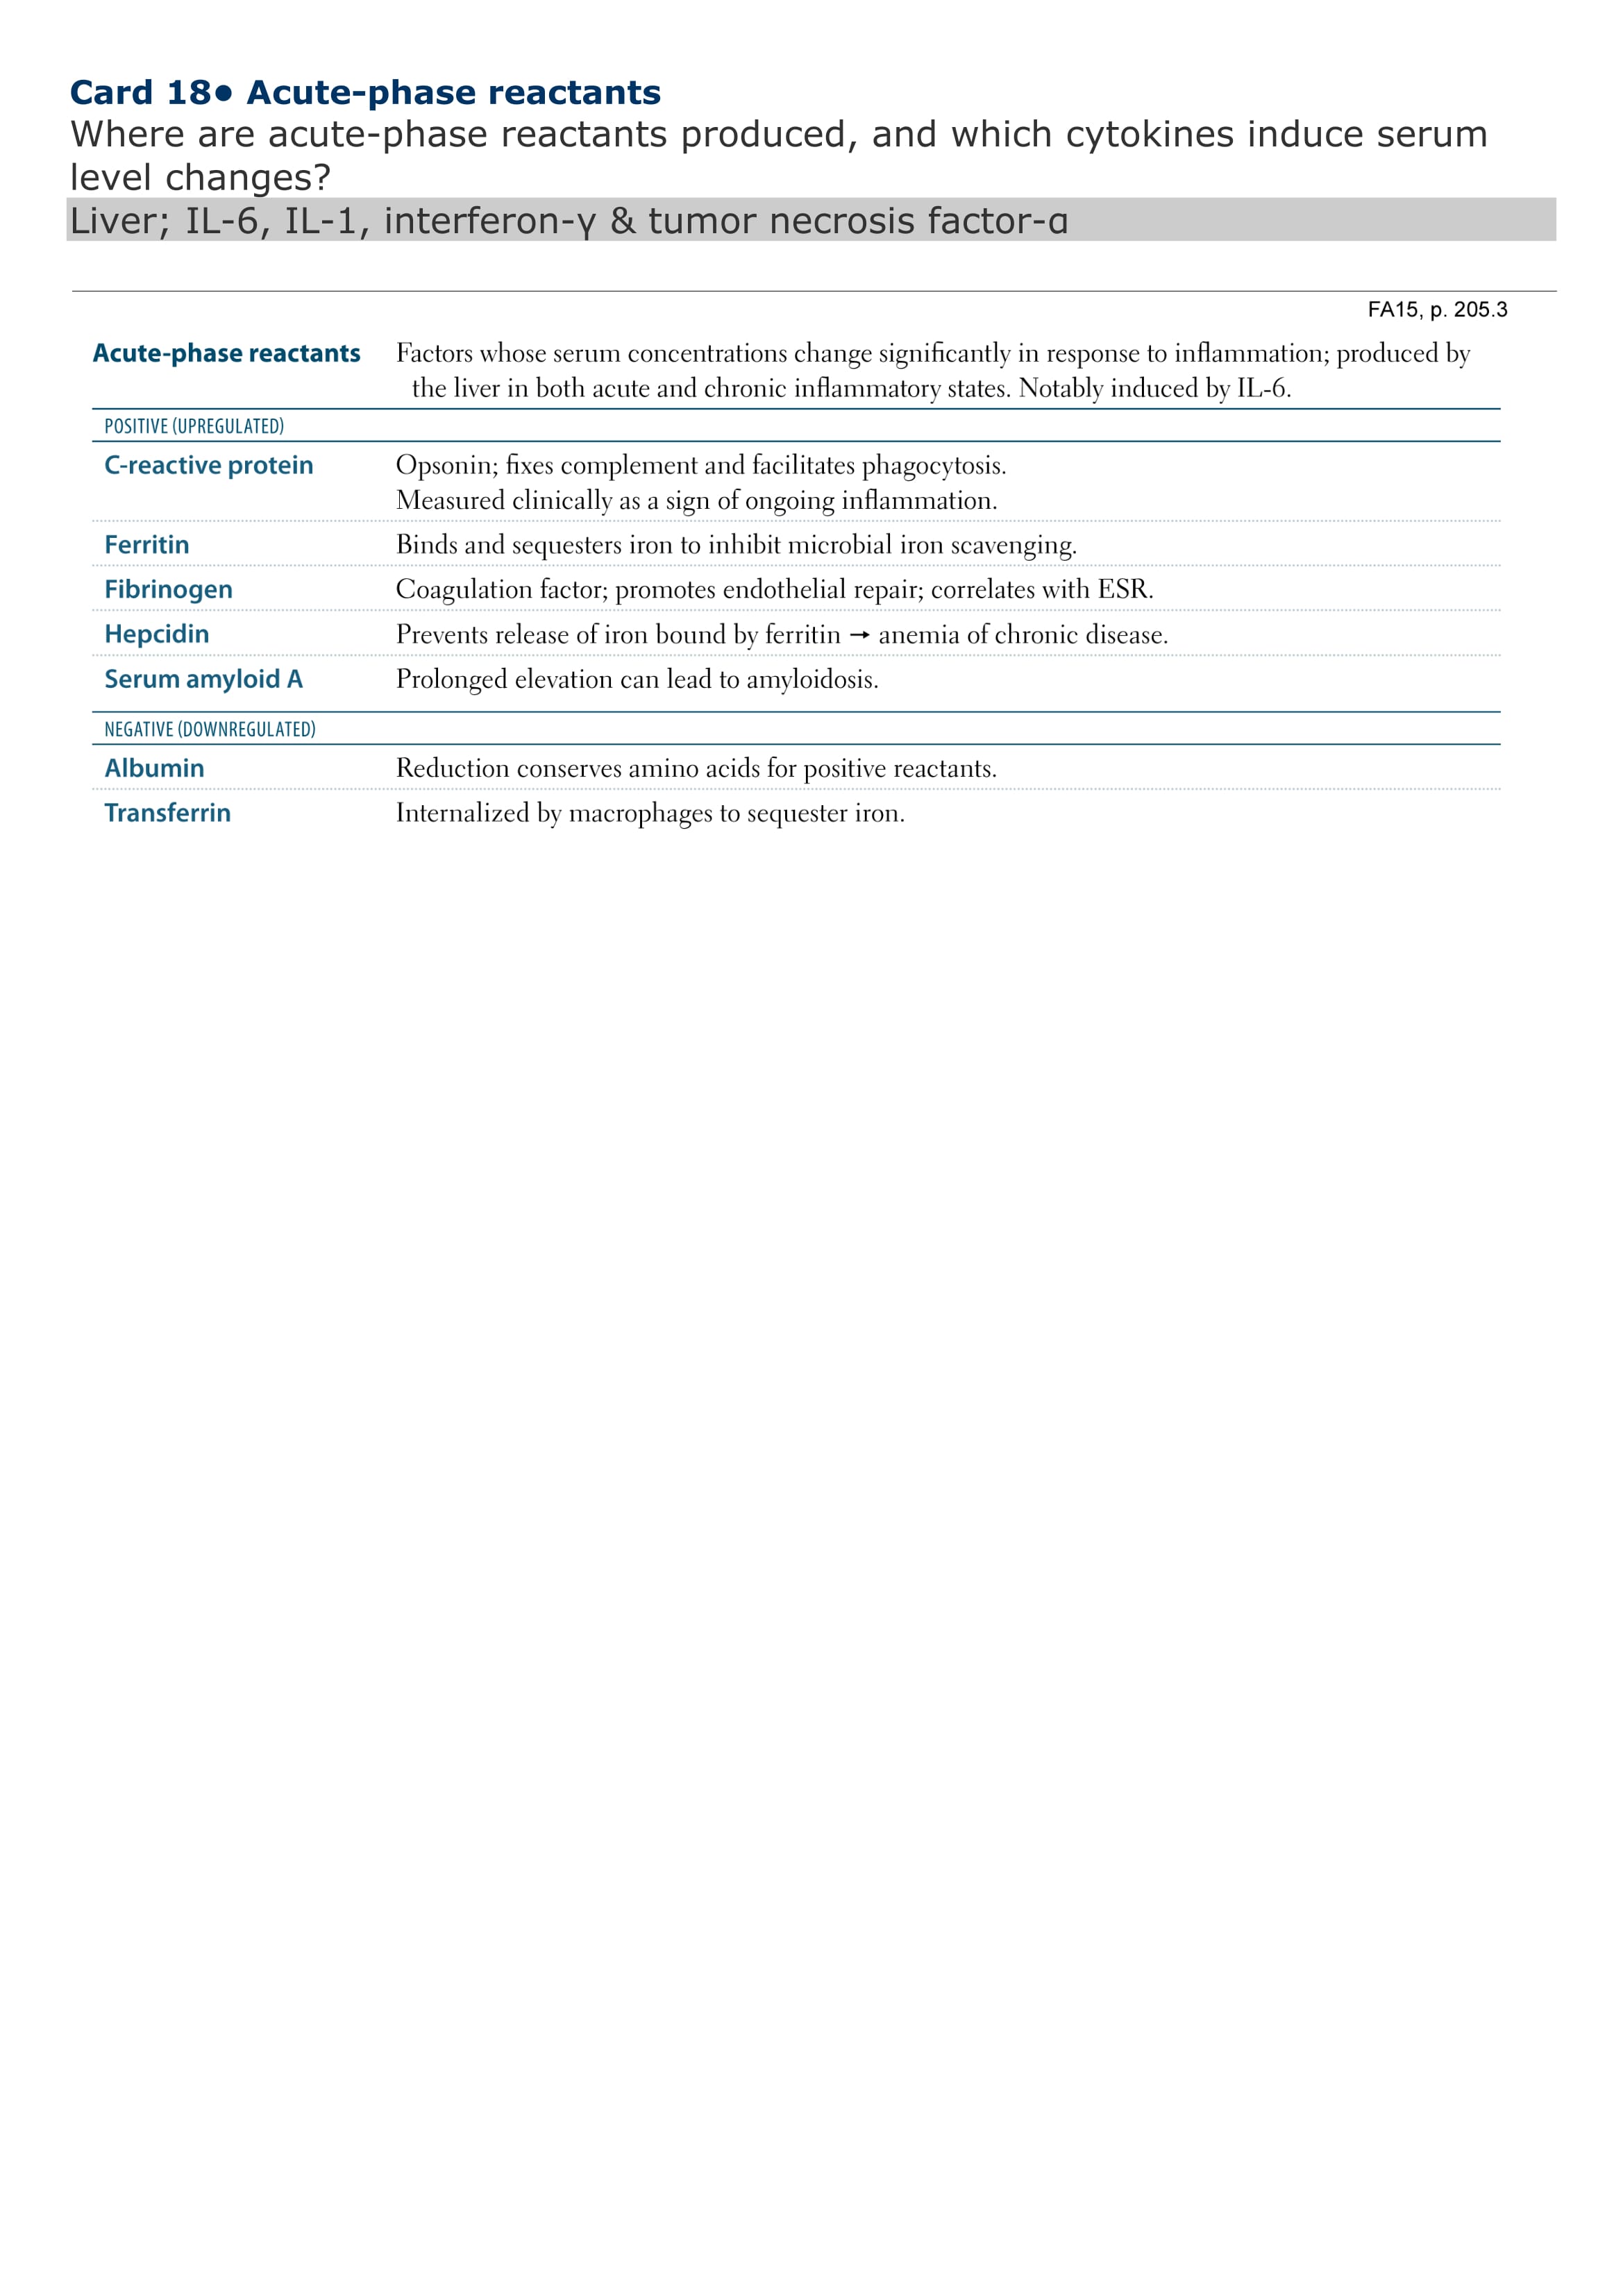 Card 18● Acute-phase reactants
Where are acute-phase reactants produced, and which cytokines induce serum
level changes?
Liver; IL-6, IL-1, interferon-γ & tumor necrosis factor-α
FA15, p. 205.3
Acute-phase reactants Factors whose serum concentrations change significantly in response to inflammation; produced by
the liver in both acute and chronic inflammatory states. Notably induced by IL-6.
POSITIVE (UPREGULATED)
C-reactive protein Opsonin; fixes complement and facilitates phagocytosis.
Measured clinically as a sign of ongoing inflammation.
Ferritin Binds and sequesters iron to inhibit microbial iron scavenging.
Fibrinogen Coagulation factor; promotes endothelial repair; correlates with ESR.
Hepcidin Prevents release of iron bound by ferritin → anemia of chronic disease.
Serum amyloid A Prolonged elevation can lead to amyloidosis.
NEGATIVE (DOWNREGULATED)
Albumin Reduction conserves amino acids for positive reactants.
Transferrin Internalized by macrophages to sequester iron.